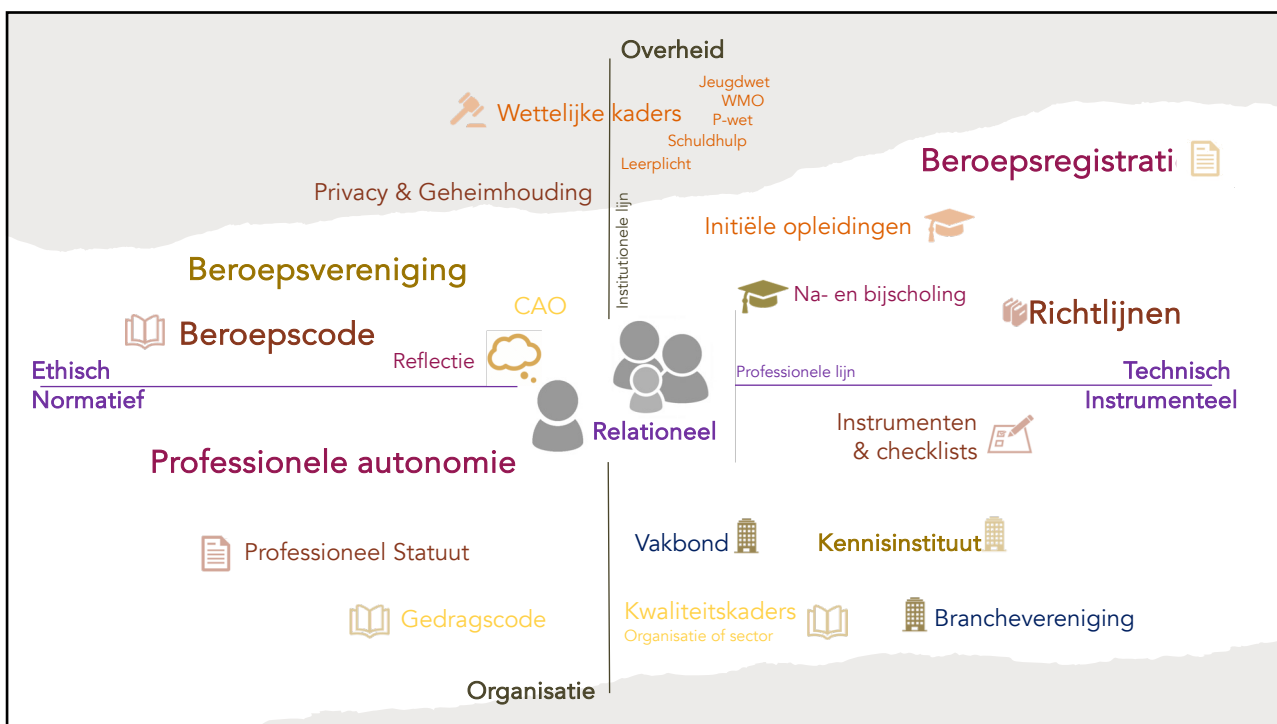 Overheid
Jeugdwet
WMO
Wettelijke kaders
P-wet
Schuldhulp
Leerplicht
Beroepsregistrati
Privacy & Geheimhouding
Institutionele lijn
Initiële opleidingen
Beroepsvereniging
Na- en bijscholing
CAO
Richtlijnen
Beroepscode
Reflectie
Ethisch
Normatief
Professionele lijn
Technisch
Instrumenteel
Relationeel
Instrumenten
& checklists
Professionele autonomie
Vakbond
Kennisinstituut
Professioneel Statuut
Gedragscode
Kwaliteitskaders
Organisatie of sector
Branchevereniging
Organisatie